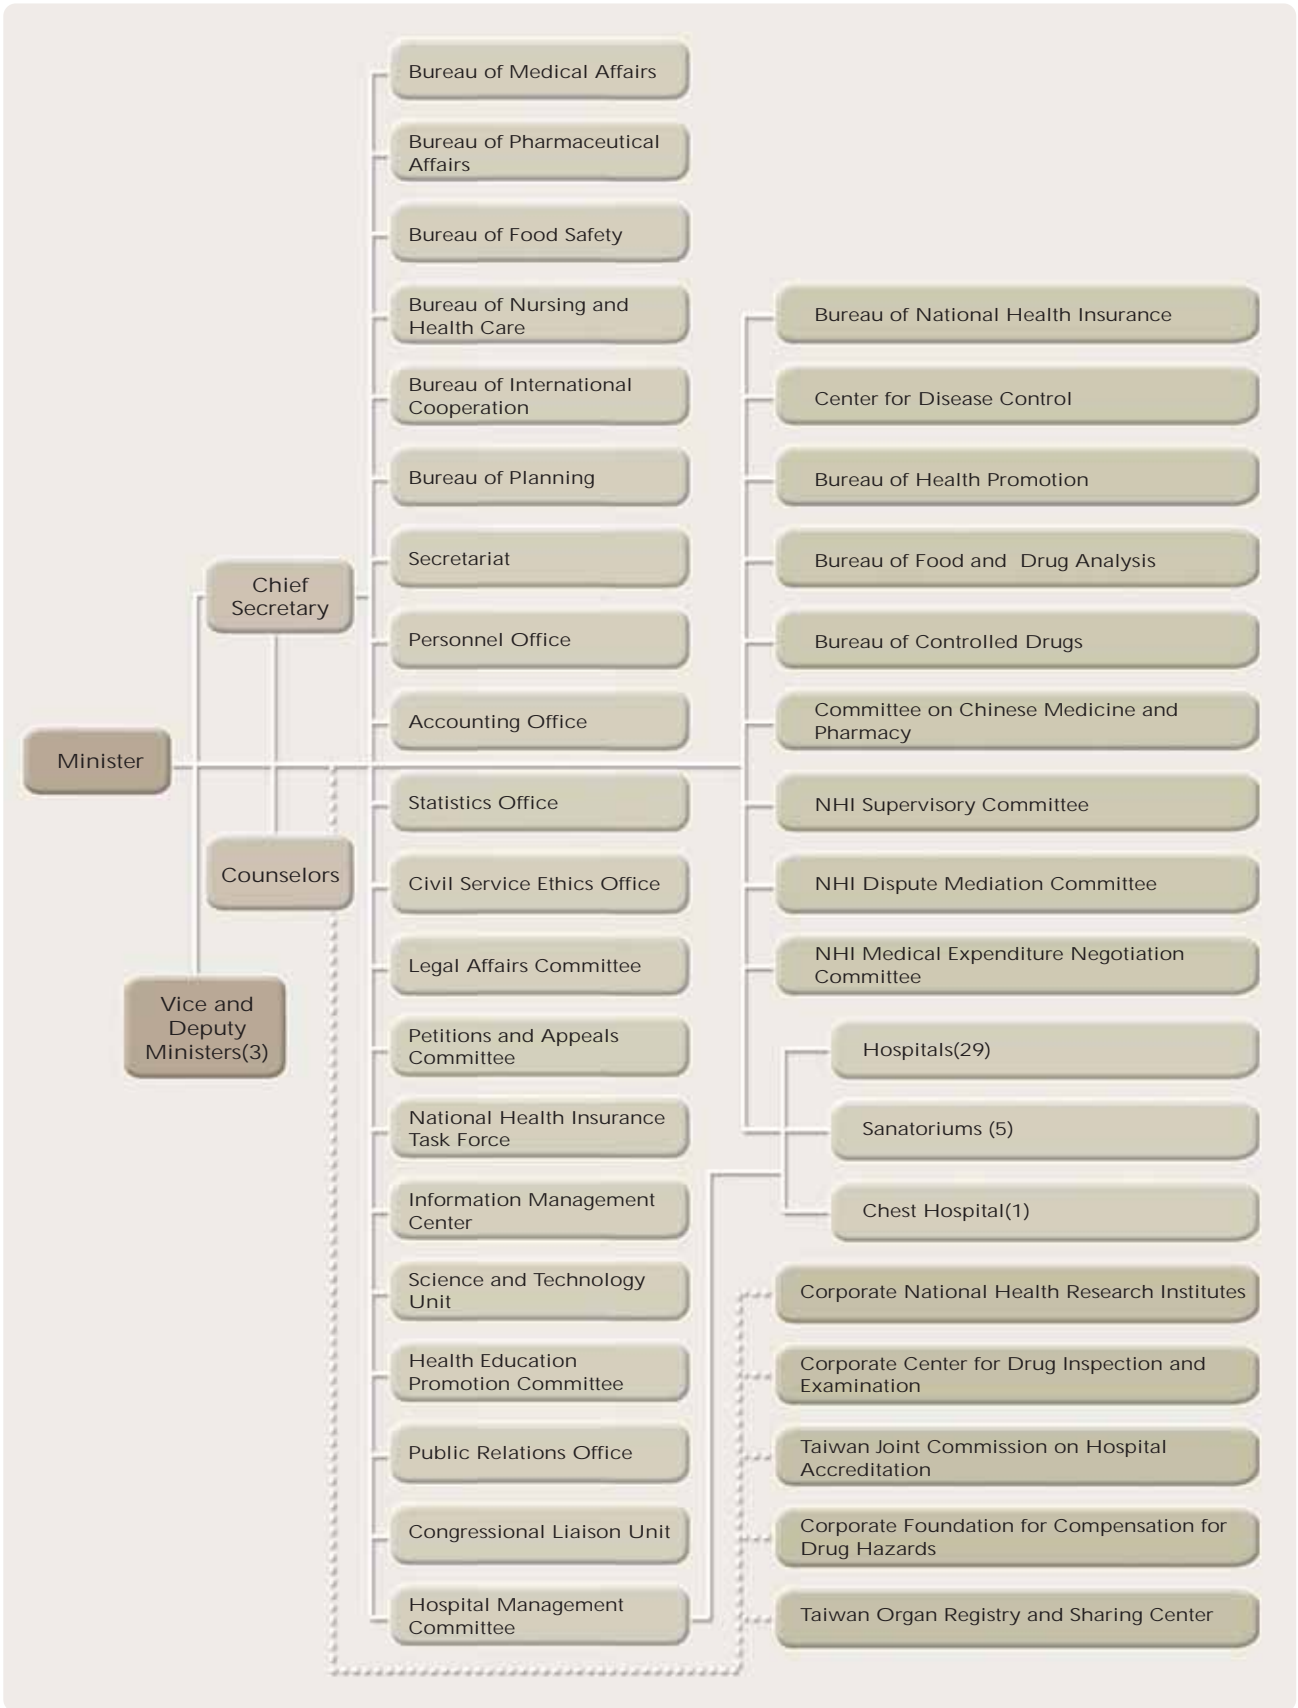 Minister
Chief
Secretary
Counselors
Vice and
Deputy
Ministers(3)
Bureau of Medical Affairs
Bureau of Pharmaceutical
Affairs
Bureau of Food Safety
Bureau of Nursing and
Health Care
Bureau of International
Cooperation
Bureau of Planning
Secretariat
Personnel Office
Accounting Office
Statistics Office
Civil Service Ethics Office
Legal Affairs Committee
Petitions and Appeals
Committee
National Health Insurance
Task Force
Information Management
Center
Science and Technology
Unit
Health Education
Promotion Committee
Public Relations Office
Congressional Liaison Unit
Hospital Management
Committee
Bureau of National Health Insurance
Center for Disease Control
Bureau of Health Promotion
Bureau of Food and Drug Analysis
Bureau of Controlled Drugs
Committee on Chinese Medicine and
Pharmacy
NHI Supervisory Committee
NHI Dispute Mediation Committee
NHI Medical Expenditure Negotiation
Committee
Hospitals(29)
Sanatoriums (5)
Chest Hospital(1)
Corporate National Health Research Institutes
Corporate Center for Drug Inspection and
Examination
Taiwan Joint Commission on Hospital
Accreditation
Corporate Foundation for Compensation for
Drug Hazards
Taiwan Organ Registry and Sharing Center